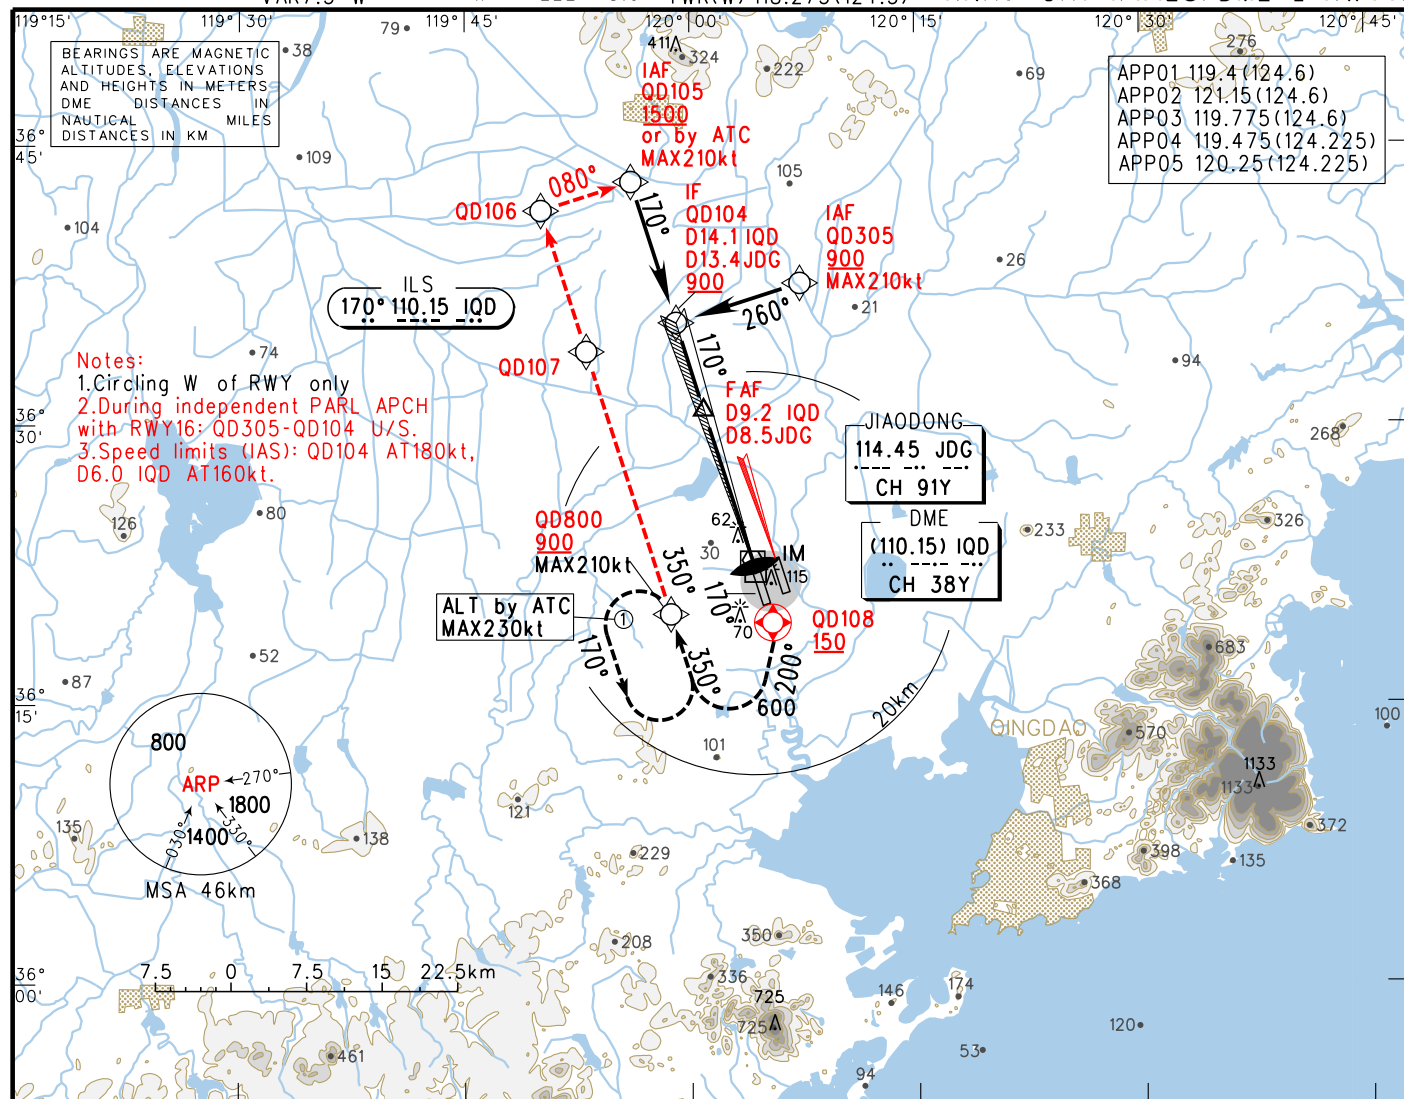 119°15'
119°30'
119°45'
120°00'
120°15'
120°30'
120°45'
BEARINGS ARE MAGNETIC
ALTITUDES, ELEVATIONS
AND HEIGHTS IN METERS
DME DISTANCES IN
NAUTICAL MILES
DISTANCES IN KM
APP01 119.4(124.6)
APP02 121.15(124.6)
APP03 119.775(124.6)
APP04 119.475(124.225)
APP05 120.25(124.225)
38
79
411
324
222
69
276
IAF
QD105
1500
or by ATC
MAX210kt
36°
45'
109
105
080°
QD106
170°
IF
QD104
D14.1 IQD
D13.4JDG
900
IAF
QD305
900
MAX210kt
104
26
21
260°
ILS
170° 110.15 IQD
Notes:
1.Circling W of RWY only
2.During independent PARL APCH
with RWY16: QD305-QD104 U/S.
3.Speed limits (IAS): QD104 AT180kt,
D6.0 IQD AT160kt.
74
QD107
170°
94
FAF
D9.2 IQD
D8.5JDG
36°
30'
JIAODONG
114.45 JDG
CH 91Y
268
DME
(110.15) IQD
CH 38Y
126
80
233
326
QD800
900
MAX210kt
62
30
IM
115
350°
170°
70
QD108
150
ALT by ATC
MAX230kt
1
170°
350°
200°
600
20km
52
87
683
36°
15'
100
QINGDAO
570
101
800
ARP
270°
1800
1400
030°
330°
MSA 46km
1133
1133
121
135
138
372
229
398
135
368
208
350
336
7.5 0 7.5 15 22.5km
36°
00'
725
725
146
174
120
461
53
94